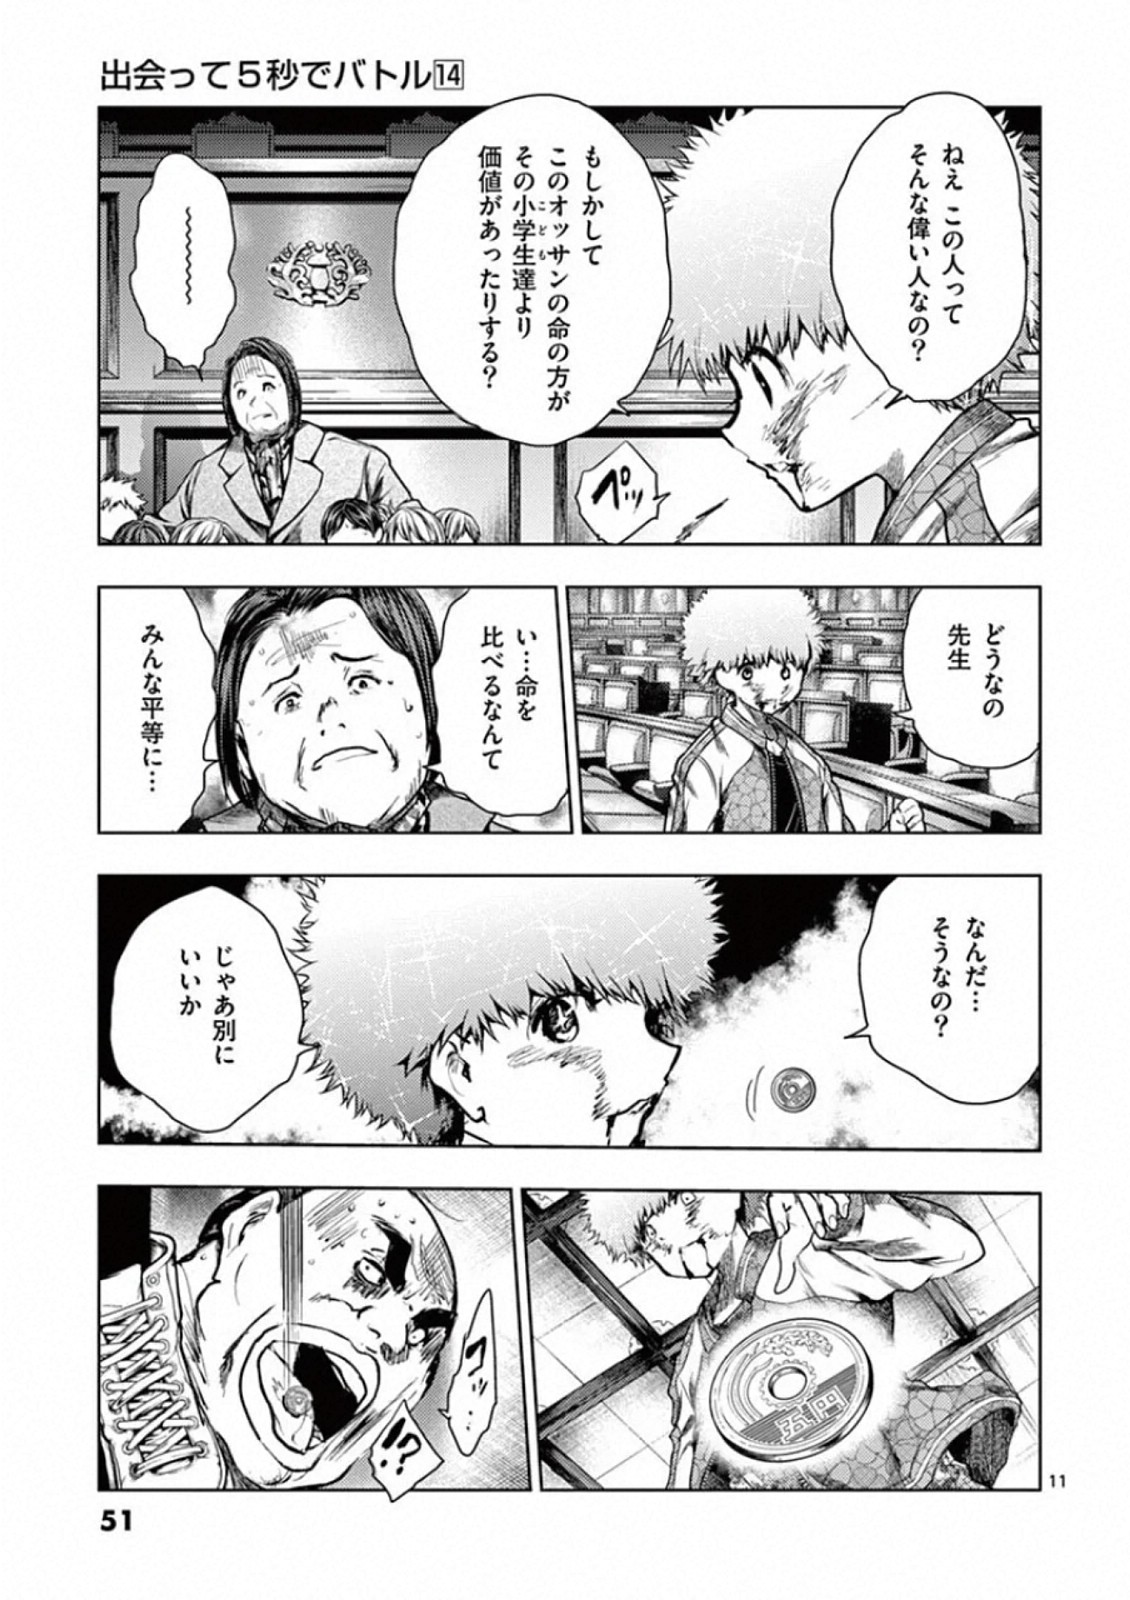 出会って5秒でバトル14
ねえ この人って
そんな偉い人なの?
もしかして
このオッサンの命の方が
その小学生達より
こども
価値があったりする?
ペッ
どうなの
先生
い…命を
比べるなんて
みんな平等に…
なんだ…
そうなの?
じゃあ別に
いいか
五円
コッ…
!?
11
51